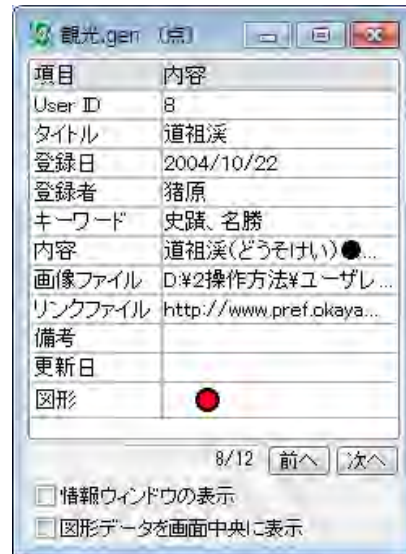 観光.gen （点）
項目 内容
User ID 8
タイトル 道祖渓
登録日 2004/10/22
登録者 猪原
キーワード 史蹟、名勝
内容 道祖渓(どうそけい)●...
画像ファイル D:¥2操作方法¥ユーザレ...
リンクファイル http://www.pref.okaya...
備考
更新日
図形
8/12 前へ 次へ
情報ウィンドウの表示
図形データを画面中央に表示